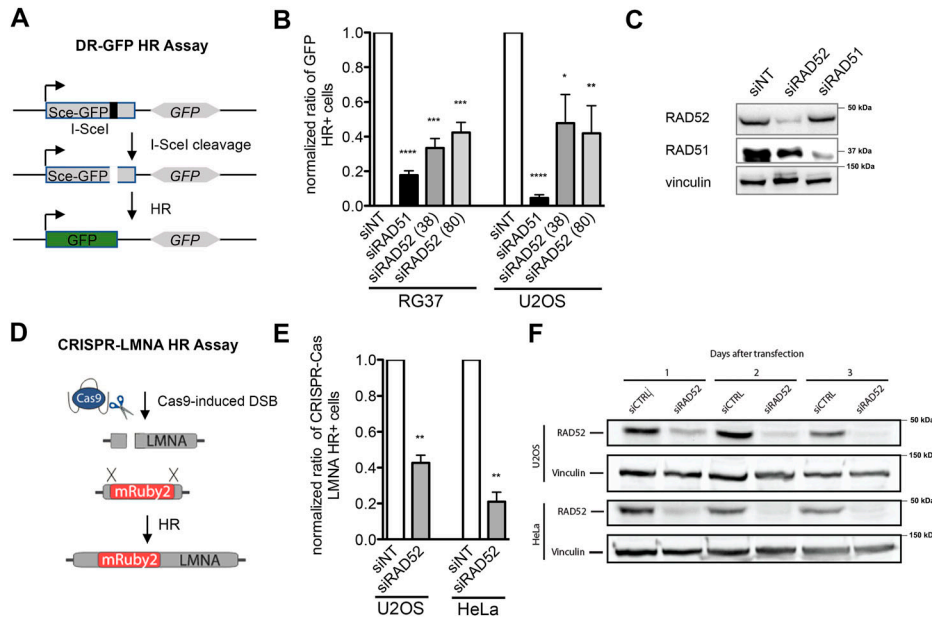 A
DR-GFP HR Assay
Sce-GFP
GFP
I-SceI
I-SceI cleavage
Sce-GFP
GFP
HR
GFP
GFP
B
normalized ratio of GFP
HR+ cells
1.0
0.8
0.6
0.4
0.2
0.0
****
***
***
****
*
**
siNT
siRAD51
siRAD52 (38)
siRAD52 (80)
siNT
siRAD51
siRAD52 (38)
siRAD52 (80)
RG37
U2OS
C
siNT
siRAD52
siRAD51
RAD52
50 kDa
RAD51
37 kDa
150 kDa
vinculin
D
CRISPR-LMNA HR Assay
Cas9
Cas9-induced DSB
LMNA
mRuby2
HR
mRuby2
LMNA
E
normalized ratio of CRISPR-Cas
LMNA HR+ cells
1.0
0.8
0.6
0.4
0.2
0.0
**
**
siNT
siRAD52
siNT
siRAD52
U2OS
HeLa
F
Days after transfection
1
2
3
siCTRLj
siRAD52
siCTRL
siRAD52
siCTRL
siRAD52
U2OS
RAD52
50 kDa
150 kDa
Vinculin
HeLa
RAD52
50 kDa
150 kDa
Vinculin